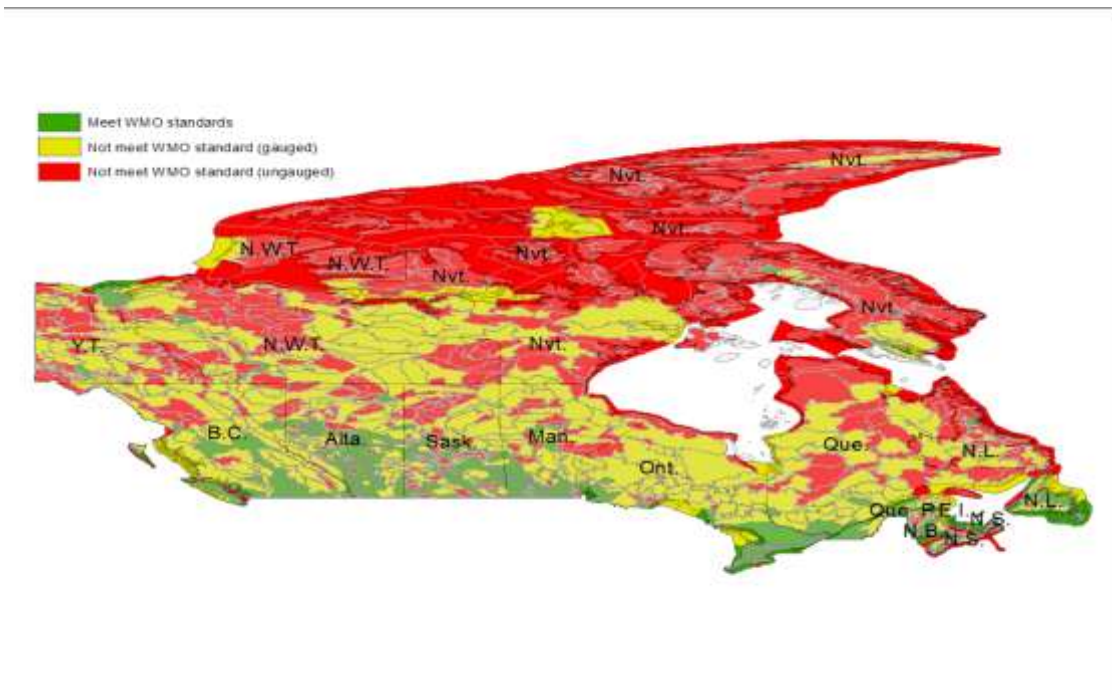 Meet WMO standards
Not meet WMO standard (gauged)
Not meet WMO standard (ungauged)
Nvt.
Nvt.
Nvt.
N.W.T.
Nvt.
N.W.T.
Nvt.
Nvt.
Y.T.
N.W.T.
Nvt.
B.C.
Alta.
Sask.
Man.
Que.
N.L.
Ont.
N.L.
Que.
P.E.I.
N.S.
N.B.
N.S.